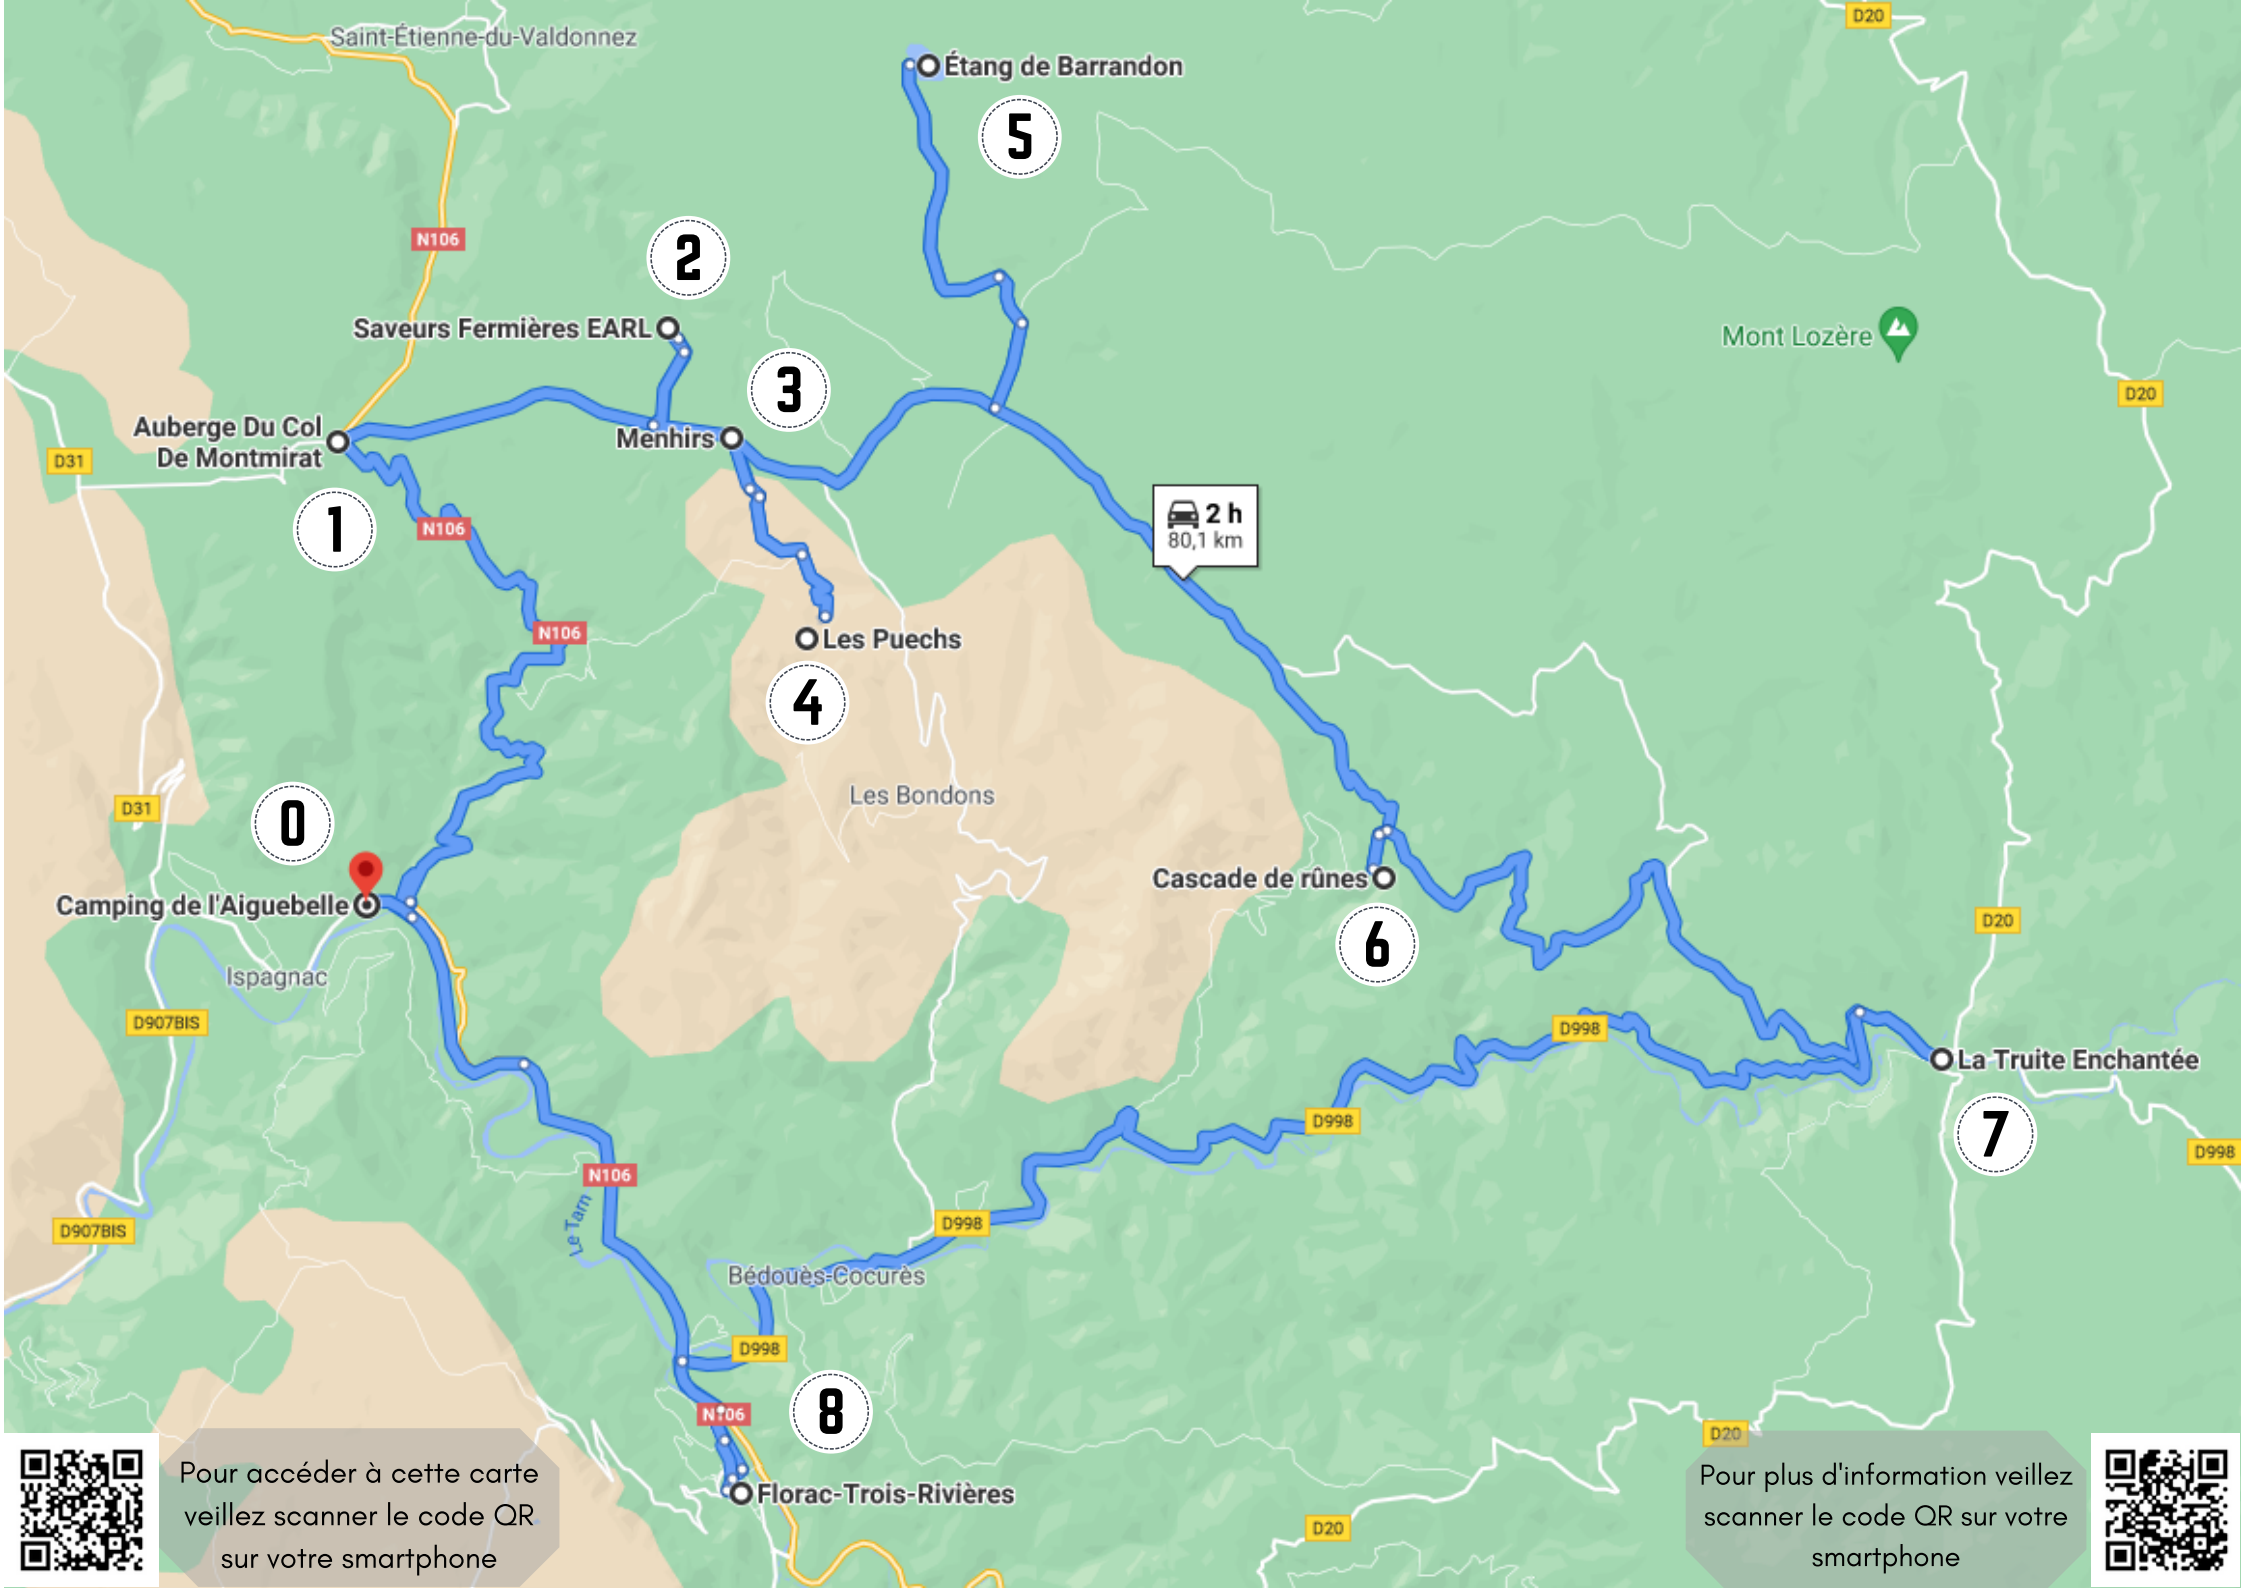 Saint-Étienne-du-Valdonnez
D20
Étang de Barrandon
5
N106
2
Saveurs Fermières EARL
Mont Lozère
3
D20
Auberge Du Col
De Montmirat
Menhirs
D31
1
N106
2 h
80,1 km
N106
Les Puechs
4
Les Bondons
D31
0
Cascade de rûnes
Camping de l'Aiguebelle
D20
6
Ispagnac
D907BIS
D998
La Truite Enchantée
D998
7
D998
N106
Le Tarn
D907BIS
D998
Bédouès-Cocurès
D998
8
N106
D20
Florac-Trois-Rivières
D20
Pour accéder à cette carte
veillez scanner le code QR
sur votre smartphone
Pour plus d'information veillez
scanner le code QR sur votre
smartphone